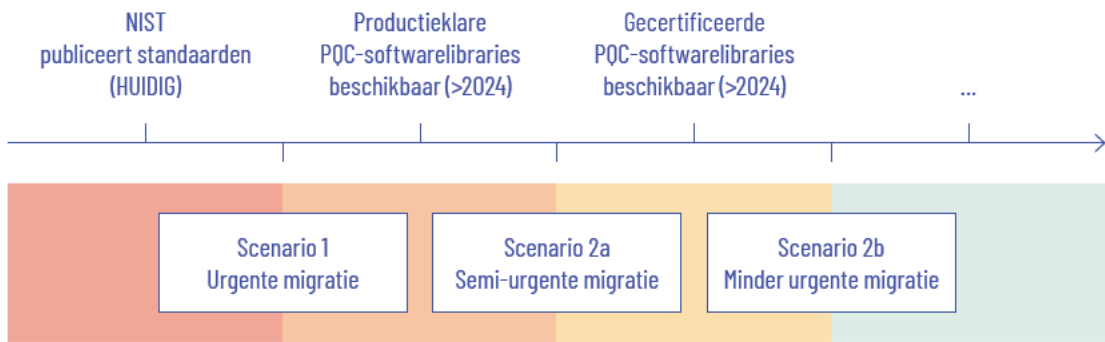 NIST
publiceert standaarden
(HUIDIG)
Productieklare
PQC-softwarelibraries
beschikbaar (>2024)
Gecertificeerde
PQC-softwarelibraries
beschikbaar (>2024)
...
Scenario 1
Urgente migratie
Scenario 2a
Semi-urgente migratie
Scenario 2b
Minder urgente migratie